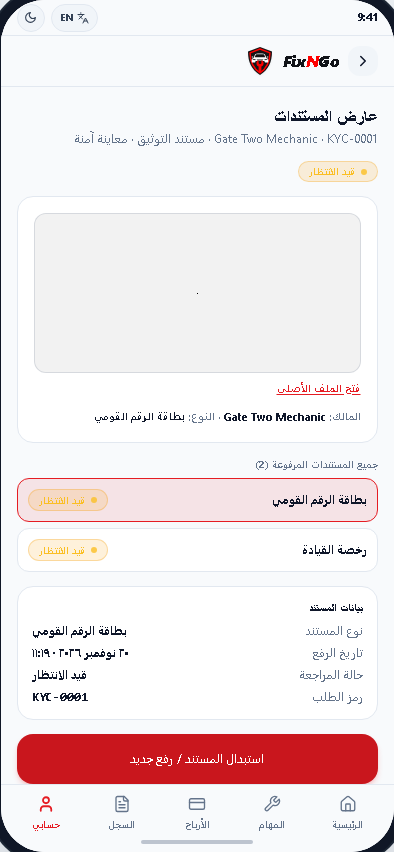 9:41
EN
FixNGo
عارض المستندات
Gate Two Mechanic · KYC-0001 · مستند التوثيق · معاينة آمنة
قيد الانتظار
فتح الملف الأصلي
المالك: Gate Two Mechanic · النوع: بطاقة الرقم القومي
جميع المستندات المرفوعة (2)
بطاقة الرقم القومي
قيد الانتظار
رخصة القيادة
قيد الانتظار
بيانات المستند
نوع المستند بطاقة الرقم القومي
تاريخ الرفع ٢٠ نوفمبر ٢٠٢٦ · ١١:١٩
حالة المراجعة قيد الانتظار
رمز الطلب KYC-0001
استبدال المستند / رفع جديد
الرئيسية
المهام
الأرباح
السجل
حسابي